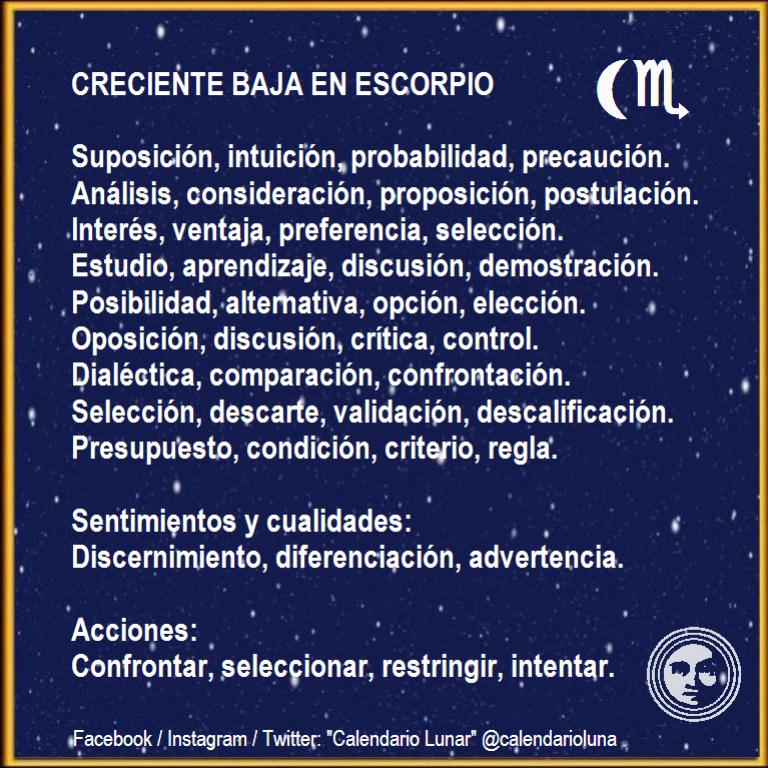 CRECIENTE BAJA EN ESCORPIO
Suposición, intuición, probabilidad, precaución.
Análisis, consideración, proposición, postulación.
Interés, ventaja, preferencia, selección.
Estudio, aprendizaje, discusión, demostración.
Posibilidad, alternativa, opción, elección.
Oposición, discusión, crítica, control.
Dialéctica, comparación, confrontación.
Selección, descarte, validación, descalificación.
Presupuesto, condición, criterio, regla.
Sentimientos y cualidades:
Discernimiento, diferenciación, advertencia.
Acciones:
Confrontar, seleccionar, restringir, intentar.
Facebook / Instagram / Twitter: "Calendario Lunar" @calendarioluna